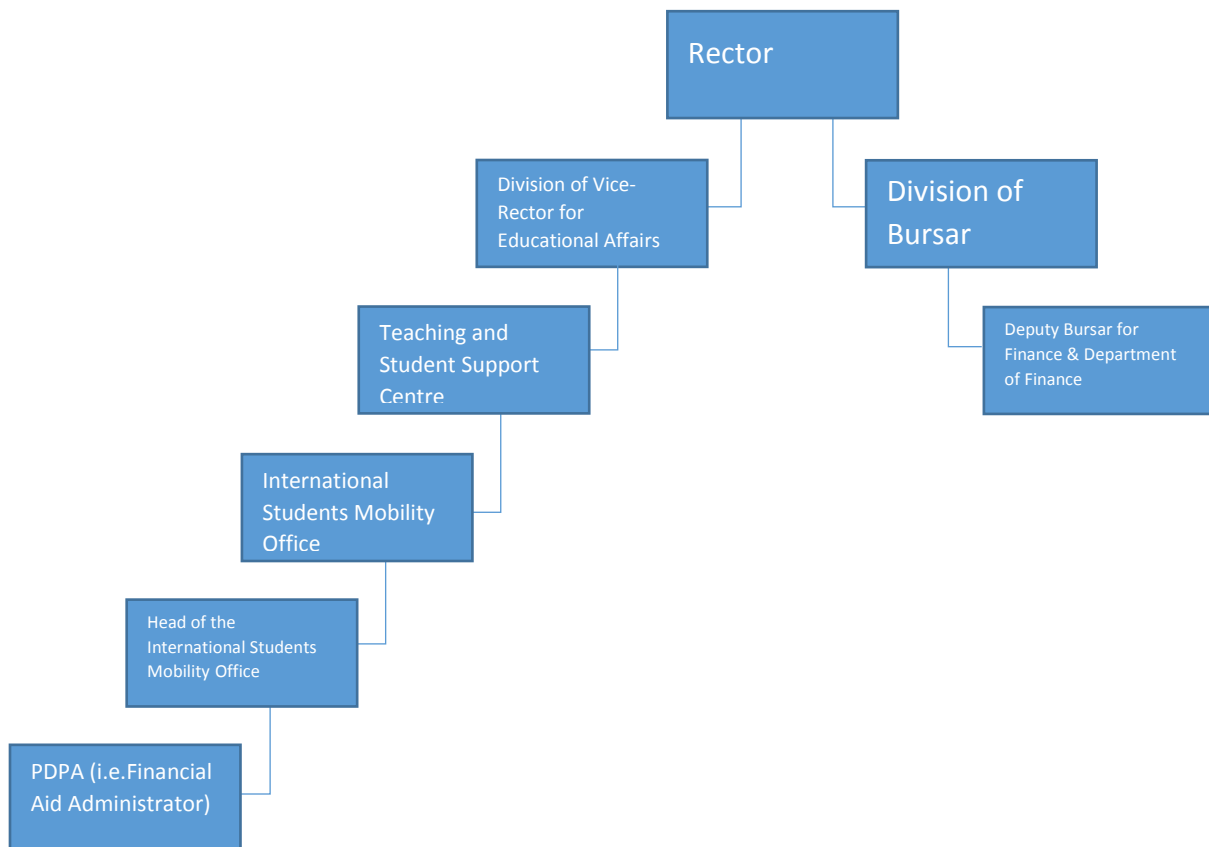 Rector
Division of Vice-
Rector for
Educational Affairs
Division of
Bursar
Teaching and
Student Support
Centre
Deputy Bursar for
Finance & Department
of Finance
International
Students Mobility
Office
Head of the
International Students
Mobility Office
PDPA (i.e.Financial
Aid Administrator)